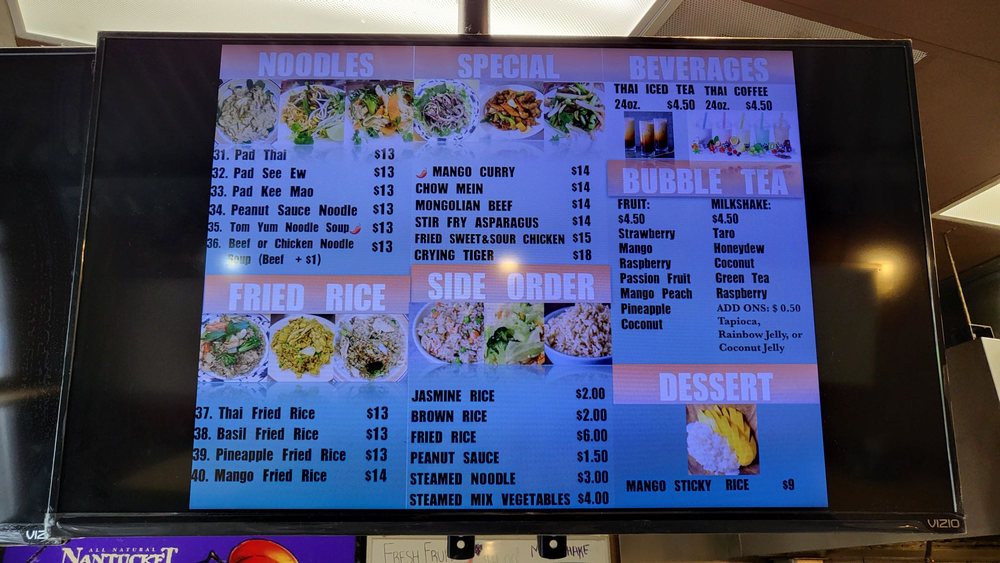 NOODLES
31. Pad Thai $13
32. Pad See Ew $13
33. Pad Kee Mao $13
34. Peanut Sauce Noodle $13
35. Tom Yum Noodle Soup $13
36. Beef or Chicken Noodle $13
Soup (Beef + $1)
FRIED RICE
37. Thai Fried Rice $13
38. Basil Fried Rice $13
39. Pineapple Fried Rice $13
40. Mango Fried Rice $14
SPECIAL
MANGO CURRY $14
CHOW MEIN $14
MONGOLIAN BEEF $14
STIR FRY ASPARAGUS $14
FRIED SWEET&SOUR CHICKEN $15
CRYING TIGER $18
SIDE ORDER
JASMINE RICE $2.00
BROWN RICE $2.00
FRIED RICE $6.00
PEANUT SAUCE $1.50
STEAMED NOODLE $3.00
STEAMED MIX VEGETABLES $4.00
BEVERAGES
THAI ICED TEA THAI COFFEE
24oz. $4.50 24oz. $4.50
BUBBLE TEA
FRUIT:
$4.50
Strawberry
Mango
Raspberry
Passion Fruit
Mango Peach
Pineapple
Coconut
MILKSHAKE:
$4.50
Taro
Honeydew
Coconut
Green Tea
Raspberry
ADD ONS: $ 0.50
Tapioca,
Rainbow Jelly, or
Coconut Jelly
DESSERT
MANGO STICKY RICE $9
VIZIO
VIZ
ALL NATURAL
NANTUCKET
FRESH